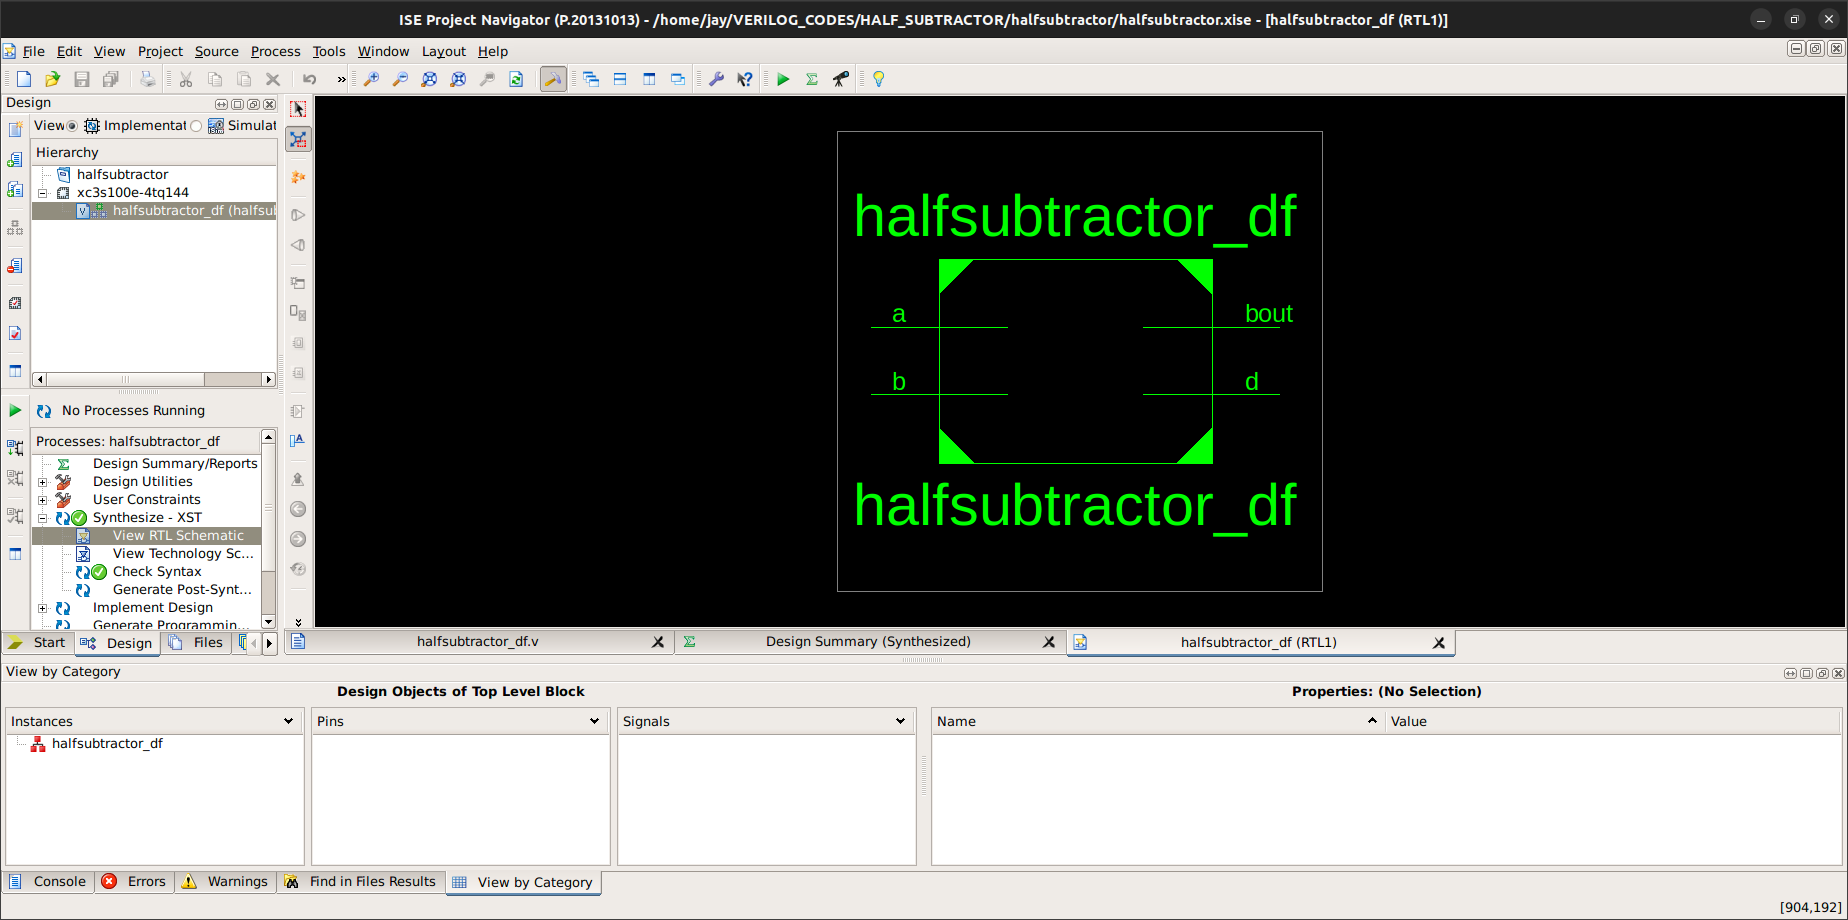 ISE Project Navigator (P.20131013) - /home/jay/VERILOG_CODES/HALF_SUBTRACTOR/halfsubtractor/halfsubtractor.xise - [halfsubtractor_df (RTL1)]
File Edit View Project Source Process Tools Window Layout Help
»
Design
View Implementat Simulat
Hierarchy
halfsubtractor
xc3s100e-4tq144
halfsubtractor_df (halfsul
No Processes Running
Processes: halfsubtractor_df
Design Summary/Reports
Design Utilities
User Constraints
Synthesize - XST
View RTL Schematic
View Technology Sc...
Check Syntax
Generate Post-Synt...
Implement Design
Generate Programmin...
Start Design Files
halfsubtractor_df
a
bout
b
d
halfsubtractor_df
halfsubtractor_df.v Design Summary (Synthesized) halfsubtractor_df (RTL1)
View by Category
Design Objects of Top Level Block Properties: (No Selection)
Instances Pins Signals Name Value
halfsubtractor_df
Console Errors Warnings Find in Files Results View by Category
[904,192]